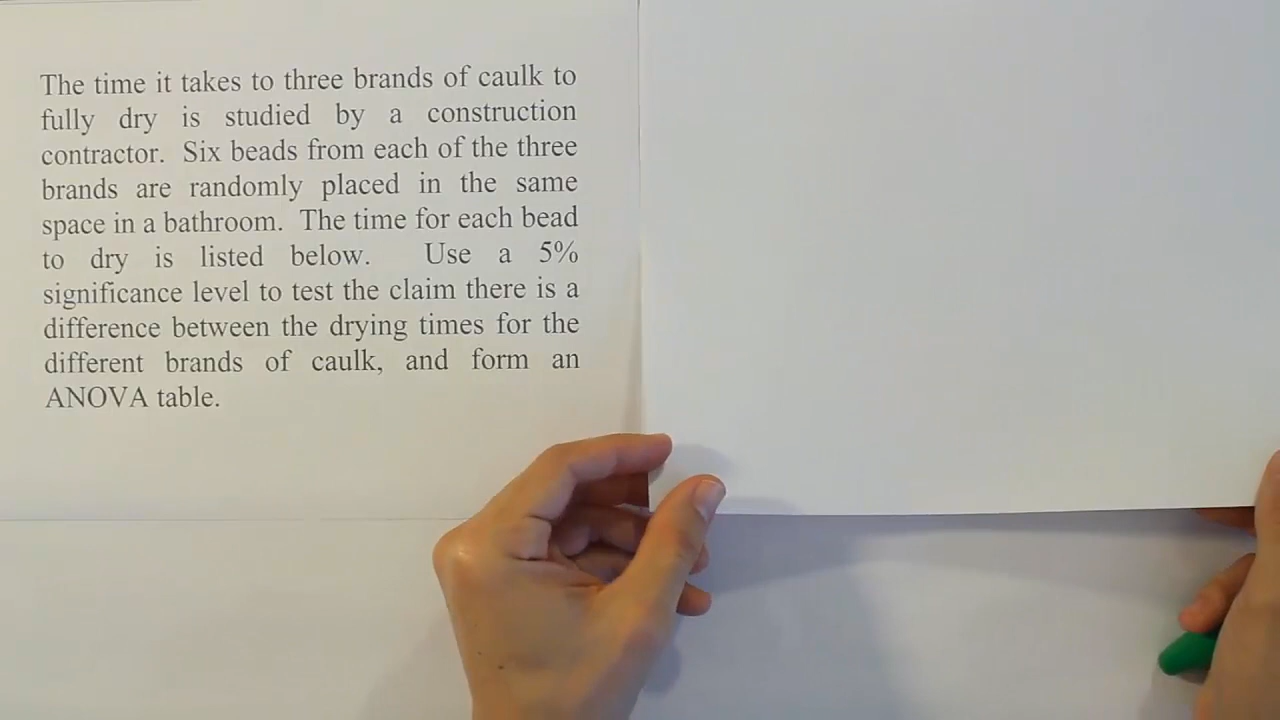 The time it takes to three brands of caulk to
fully dry is studied by a construction
contractor. Six beads from each of the three
brands are randomly placed in the same
space in a bathroom. The time for each bead
to dry is listed below. Use a 5%
significance level to test the claim there is a
difference between the drying times for the
different brands of caulk, and form an
ANOVA table.